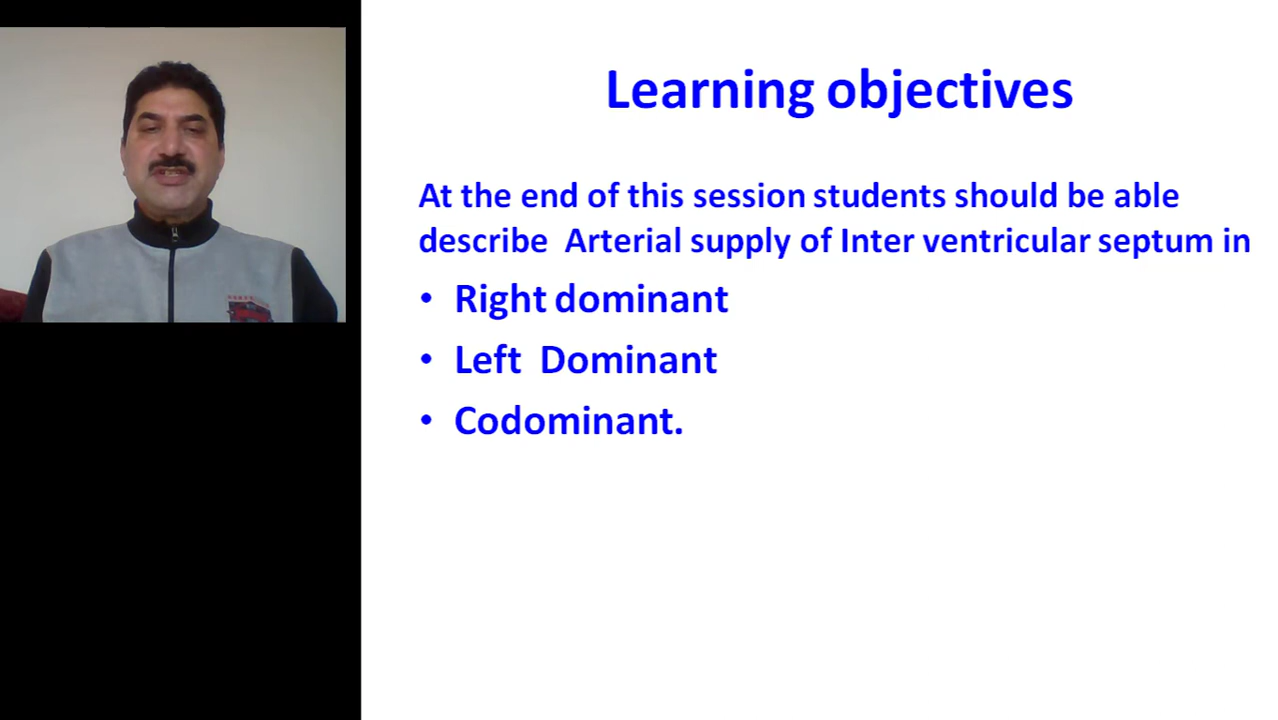 Learning objectives
At the end of this session students should be able
describe Arterial supply of Inter ventricular septum in
• Right dominant
• Left Dominant
• Codominant.